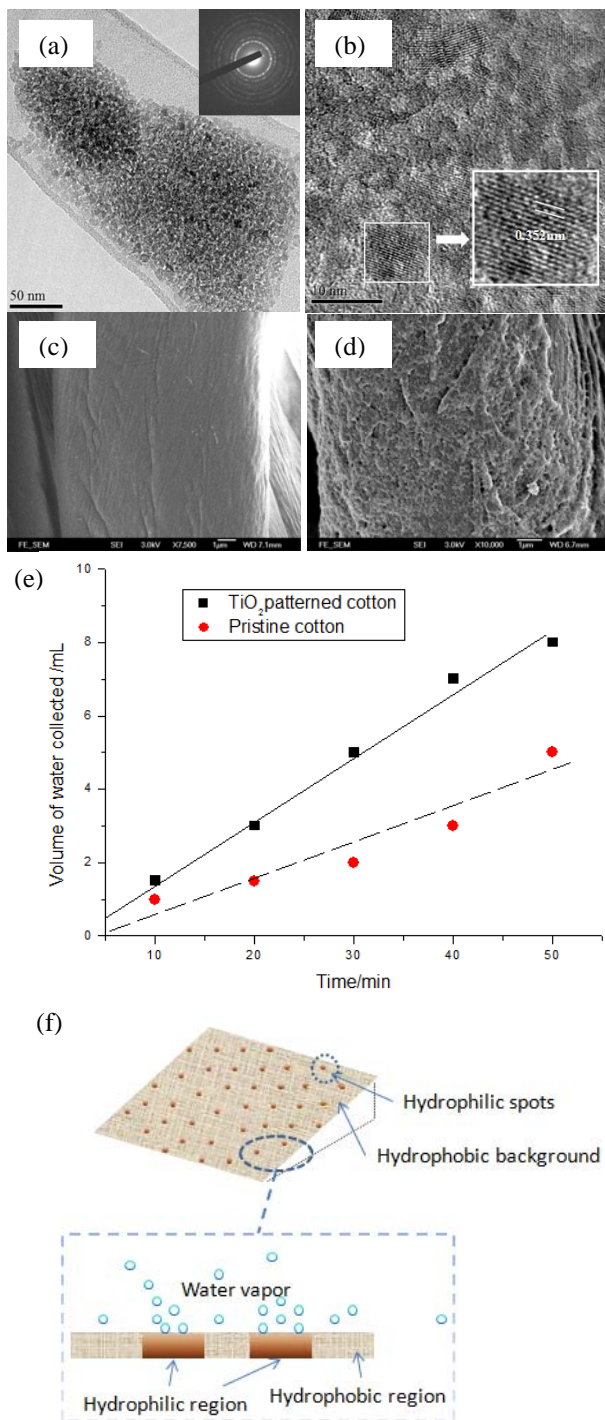 (a)
(b)
50 nm
10 nm
0.352nm
(c)
(d)
FE_SEM SEI 3.0kV X7,500 1μm WD 7.1mm
FE_SEM SEI 3.0kV X10,000 1μm WD 6.7mm
(e)
10
8
6
4
2
0
TiO2 patterned cotton
Pristine cotton
Volume of water collected /mL
10 20 30 40 50
Time/min
(f)
Hydrophilic spots
Hydrophobic background
Water vapor
Hydrophilic region
Hydrophobic region